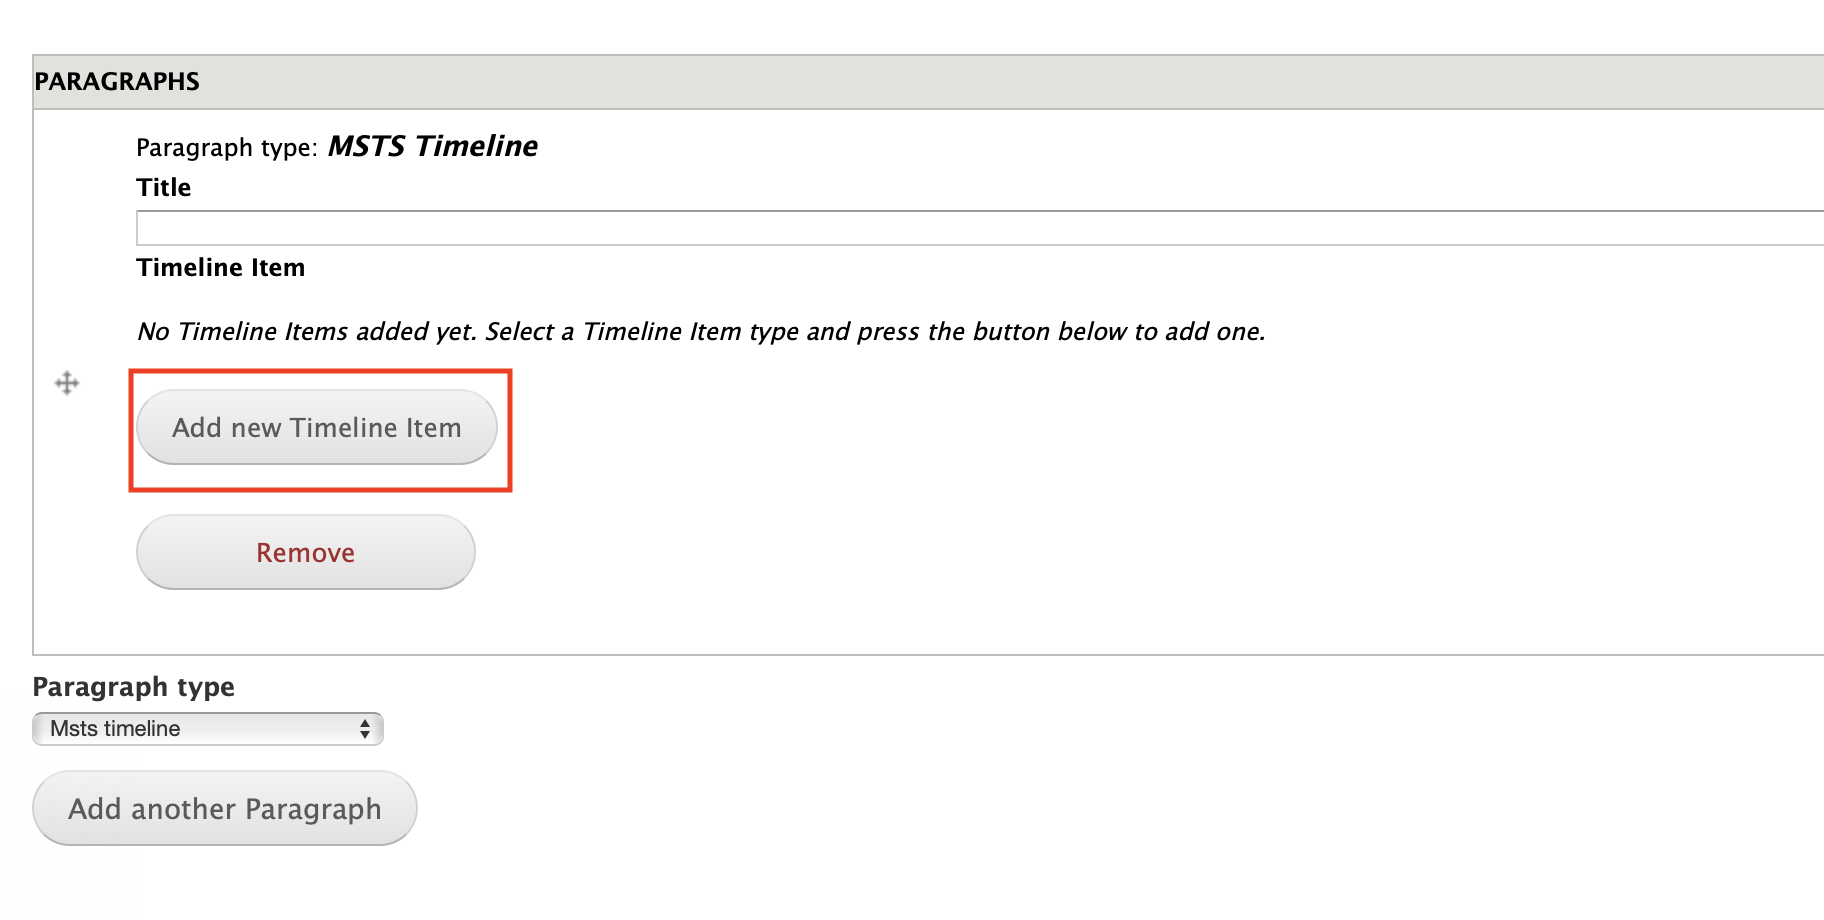 PARAGRAPHS
Paragraph type: MSTS Timeline
Title
Timeline Item
No Timeline Items added yet. Select a Timeline Item type and press the button below to add one.
Add new Timeline Item
Remove
Paragraph type
Msts timeline
Add another Paragraph